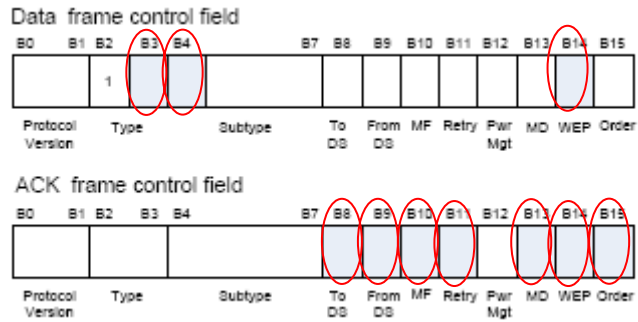 Data frame control field
B0 B1 B2 B3 B4 B7 B8 B9 B10 B11 B12 B13 B14 B15
1
Protocol Version Type Subtype To DS From DS MF Retry Pwr Mgt MD WEP Order
ACK frame control field
B0 B1 B2 B3 B4 B7 B8 B9 B10 B11 B12 B13 B14 B15
Protocol Version Type Subtype To DS From DS MF Retry Pwr Mgt MD WEP Order